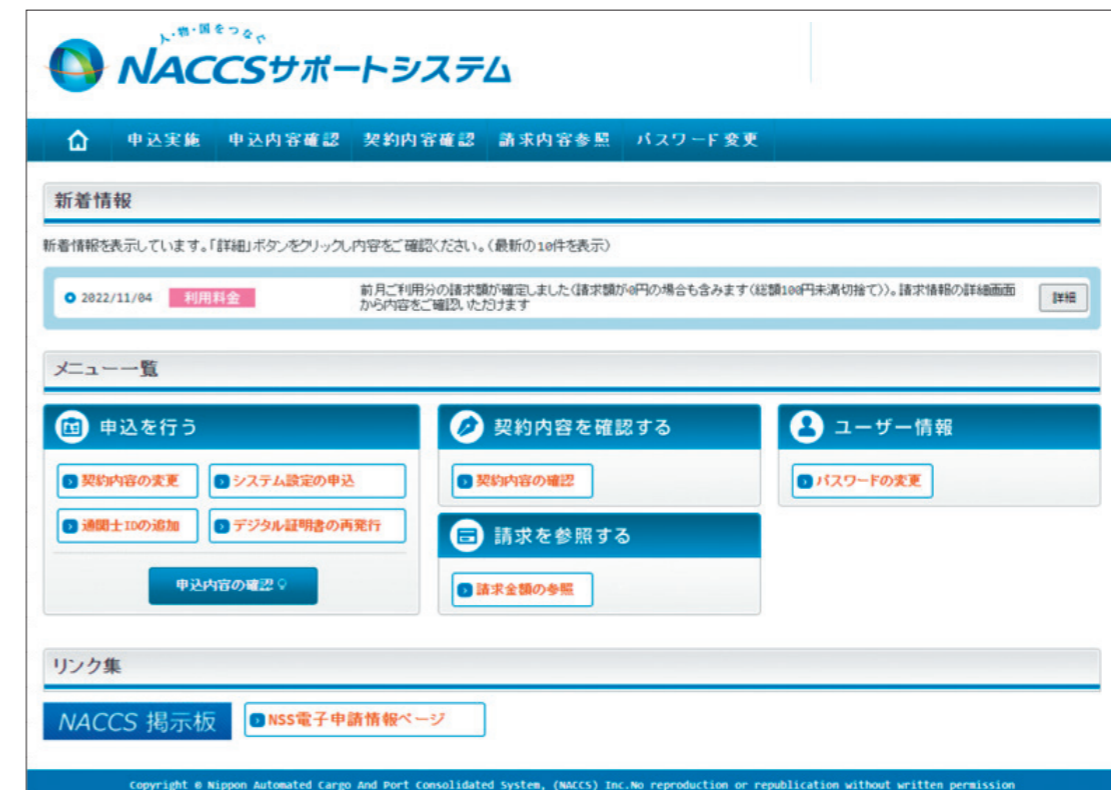 人・物・国をつなぐ
NACCSサポートシステム
申込実施 申込内容確認 契約内容確認 請求内容参照 パスワード変更
新着情報
新着情報を表示しています。「詳細」ボタンをクリックし内容をご確認ください。(最新の10件を表示)
2022/11/04 利用料金 前月ご利用分の請求額が確定しました(請求額が0円の場合も含みます(総額100円未満切捨て))。請求情報の詳細画面
から内容をご確認いただけます
詳細
メニュー一覧
申込を行う
契約内容の変更 システム設定の申込
通関士IDの追加 デジタル証明書の再発行
申込内容の確認
契約内容を確認する
契約内容の確認
請求を参照する
請求金額の参照
ユーザー情報
パスワードの変更
リンク集
NACCS 掲示板 NSS電子申請情報ページ
Copyright © Nippon Automated Cargo And Port Consolidated System, (NACCS) Inc.No reproduction or republication without written permission